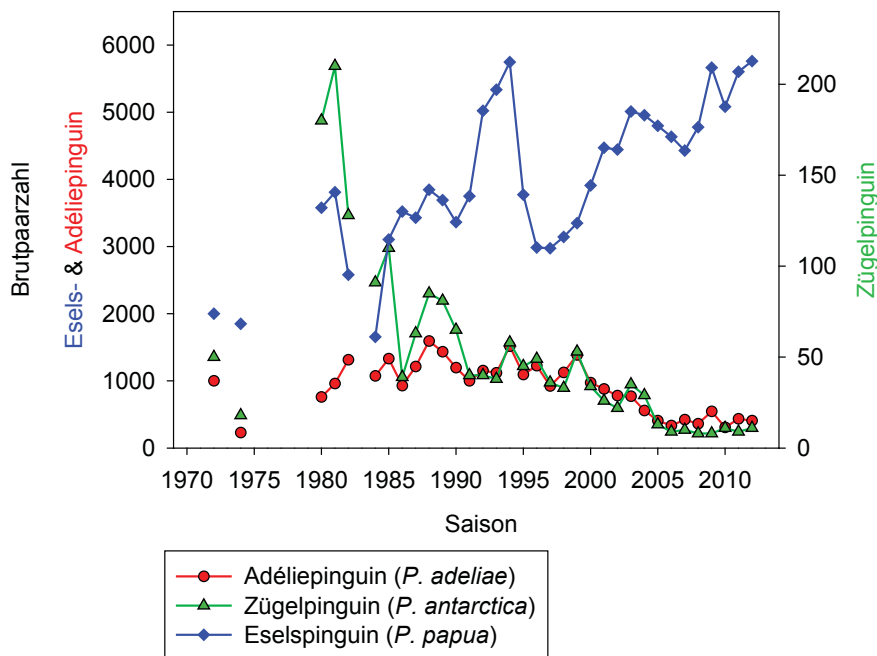 Brutpaarzahl
Esels- & Adéliepinguin
6000
5000
4000
3000
2000
1000
0
200
150
100
50
0
Zügelpinguin
1970 1975 1980 1985 1990 1995 2000 2005 2010
Saison
Adéliepinguin (P. adeliae)
Zügelpinguin (P. antarctica)
Eselspinguin (P. papua)